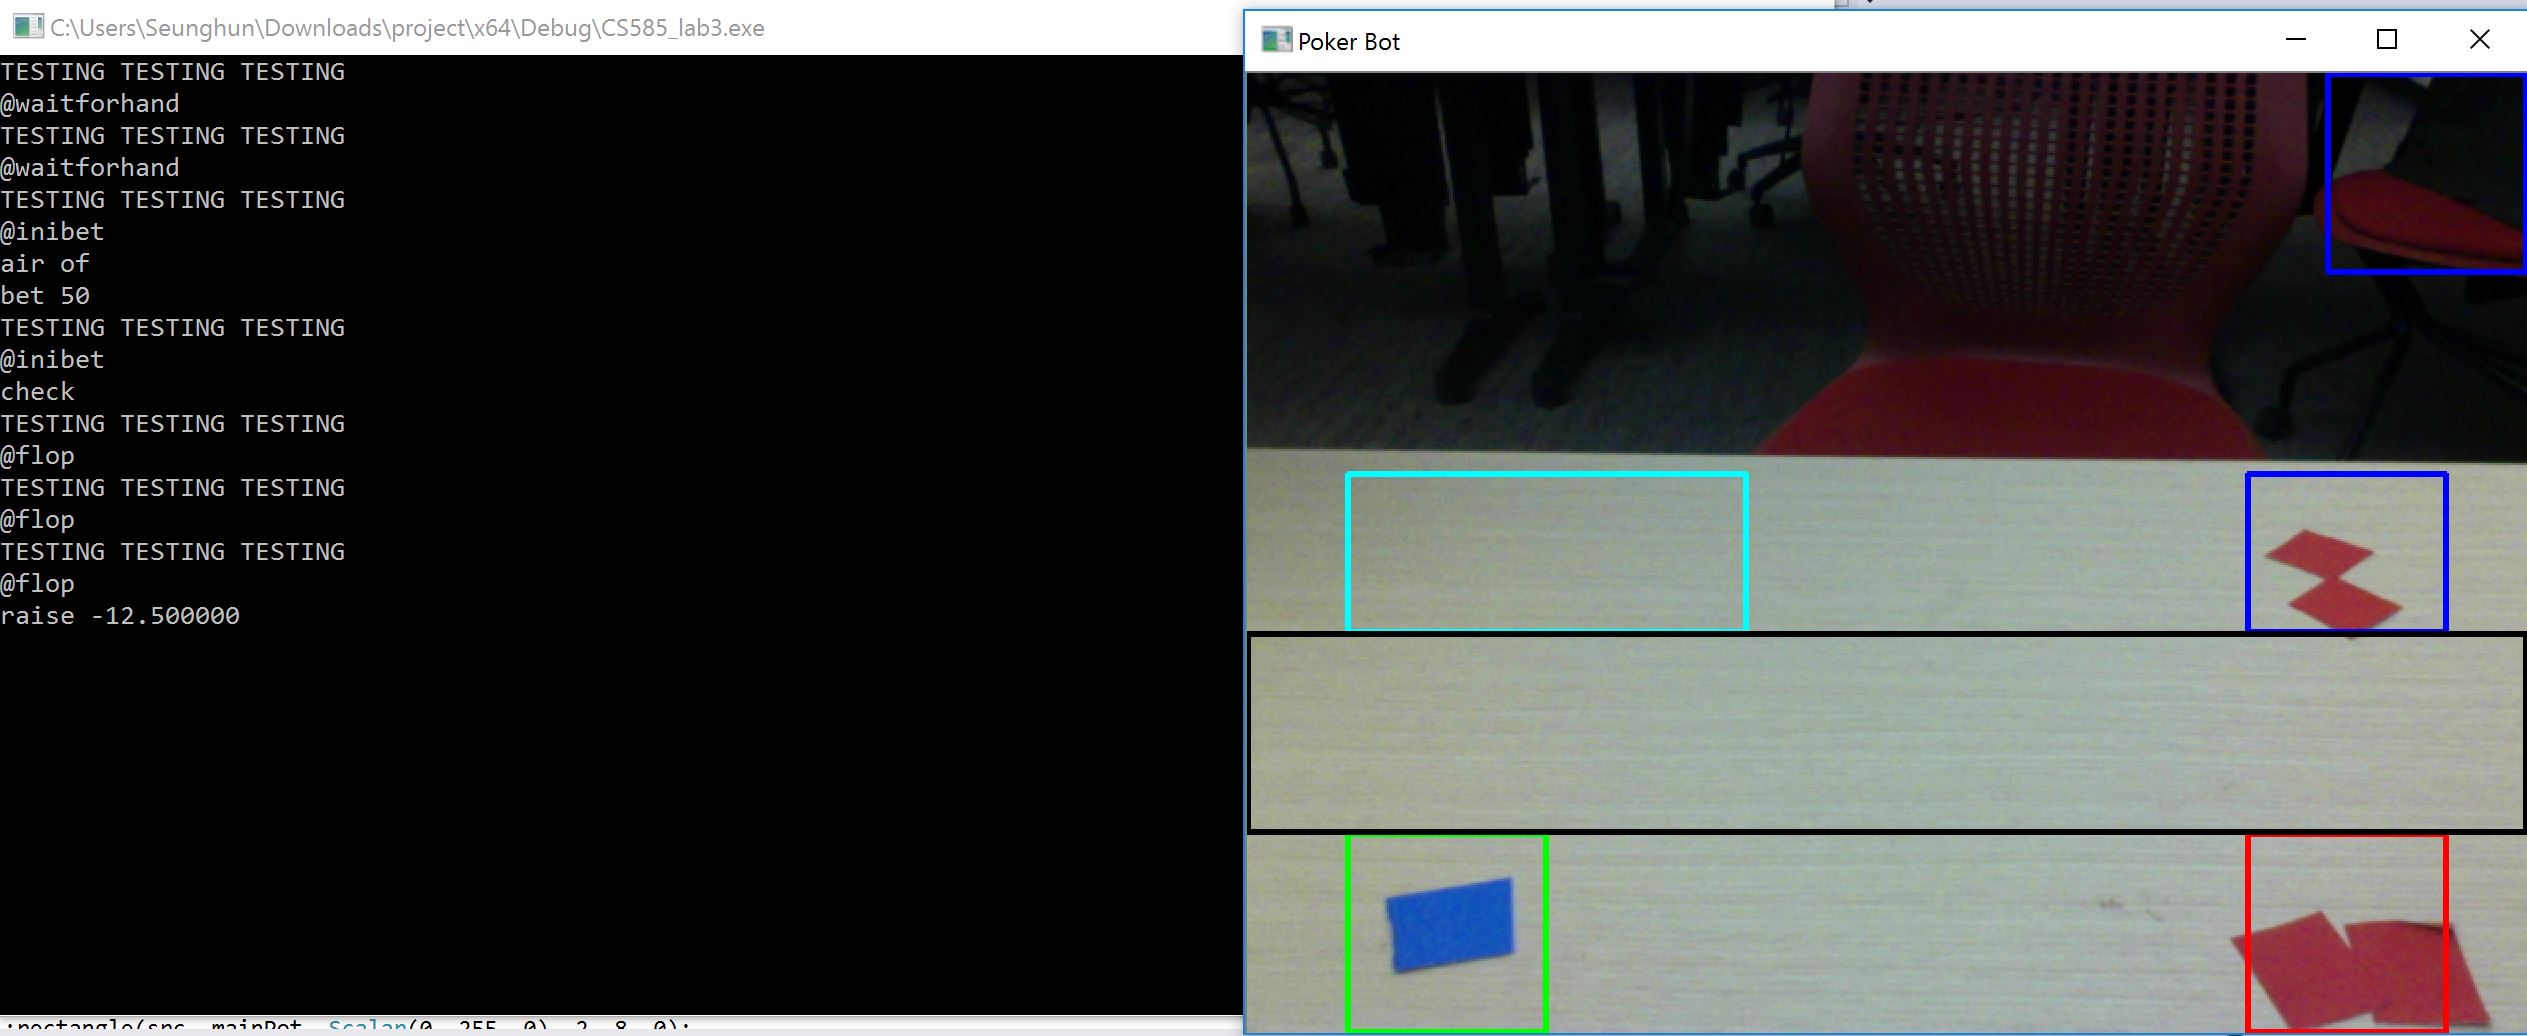 C:\Users\Seunghun\Downloads\project\x64\Debug\CS585_lab3.exe
TESTING TESTING TESTING
@waitforhand
TESTING TESTING TESTING
@waitforhand
TESTING TESTING TESTING
@inibet
air of
bet 50
TESTING TESTING TESTING
@inibet
check
TESTING TESTING TESTING
@flop
TESTING TESTING TESTING
@flop
TESTING TESTING TESTING
@flop
raise -12.500000
:rectangle(src, mainPot, Scalar(0, 255, 0), 2, 8, 0);
Poker Bot